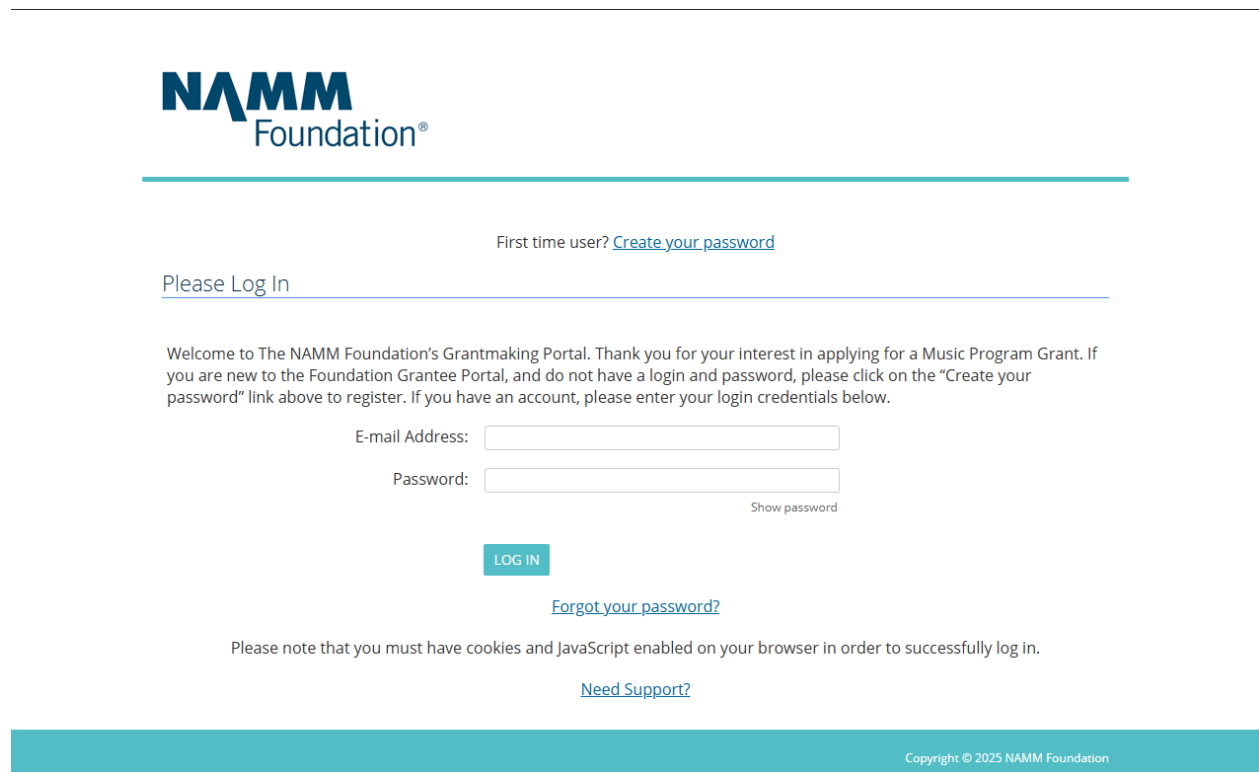 NAMM
Foundation®
First time user? Create your password
Please Log In
Welcome to The NAMM Foundation’s Grantmaking Portal. Thank you for your interest in applying for a Music Program Grant. If
you are new to the Foundation Grantee Portal, and do not have a login and password, please click on the “Create your
password” link above to register. If you have an account, please enter your login credentials below.
E-mail Address:
Password:
Show password
LOG IN
Forgot your password?
Please note that you must have cookies and JavaScript enabled on your browser in order to successfully log in.
Need Support?
Copyright © 2025 NAMM Foundation